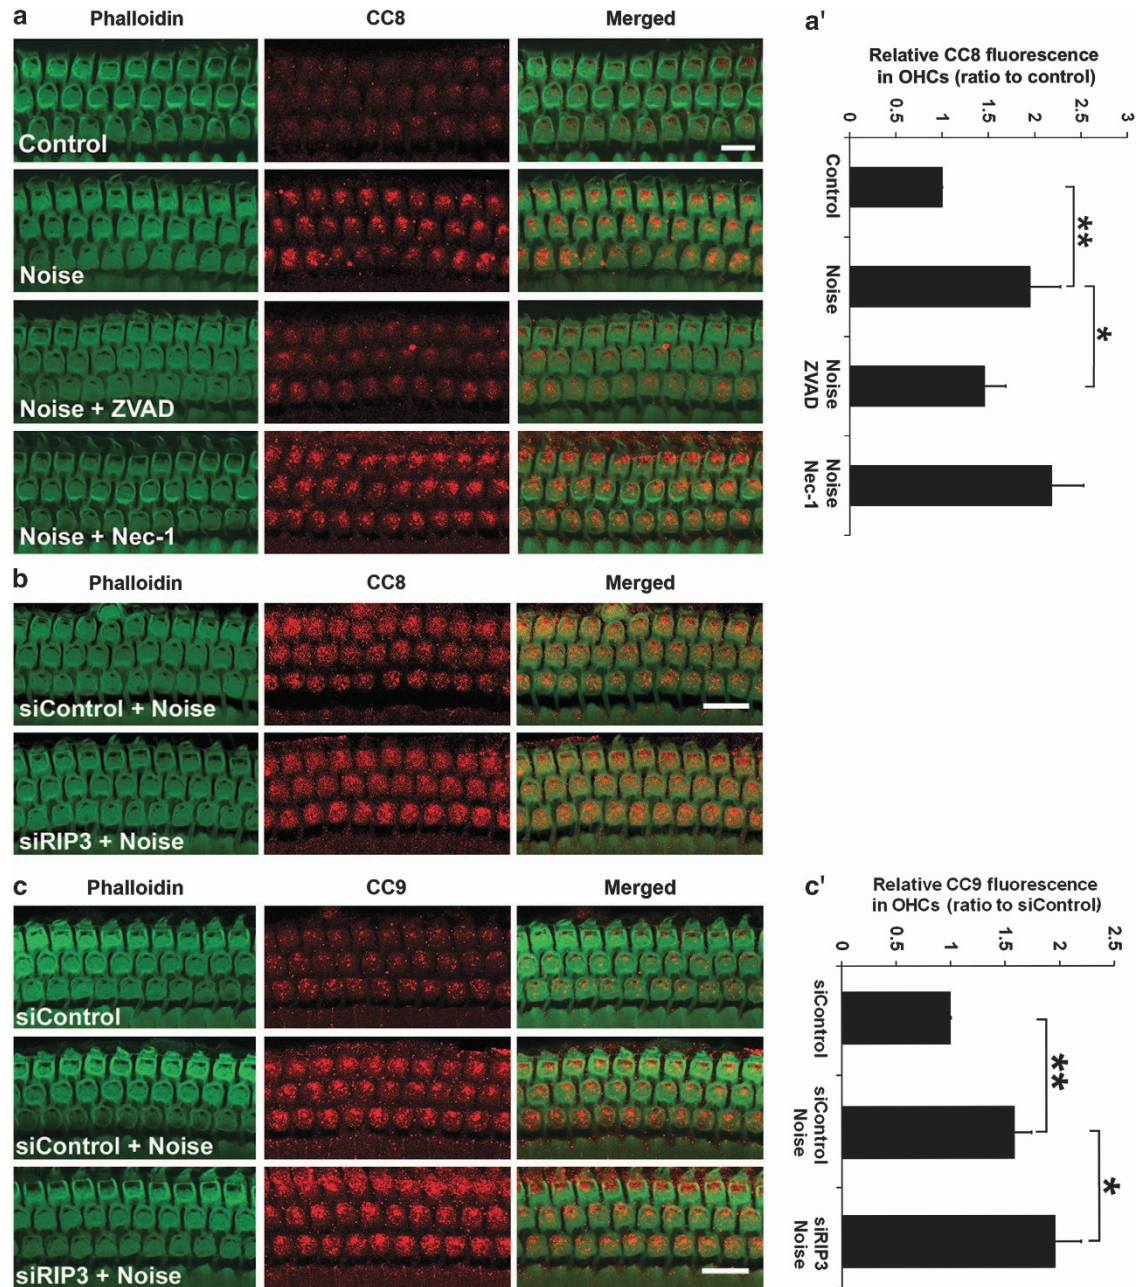 a
Phalloidin CC8 Merged
Control
Noise
Noise + ZVAD
Noise + Nec-1
a'
Relative CC8 fluorescence
in OHCs (ratio to control)
0 0.5 1 1.5 2 2.5 3
Control
Noise
Noise
ZVAD
Noise
Nec-1
**
*
b
Phalloidin CC8 Merged
siControl + Noise
siRIP3 + Noise
c
Phalloidin CC9 Merged
siControl
siControl + Noise
siRIP3 + Noise
c'
Relative CC9 fluorescence
in OHCs (ratio to siControl)
0 0.5 1 1.5 2 2.5
siControl
siControl
Noise
siRIP3
Noise
**
*